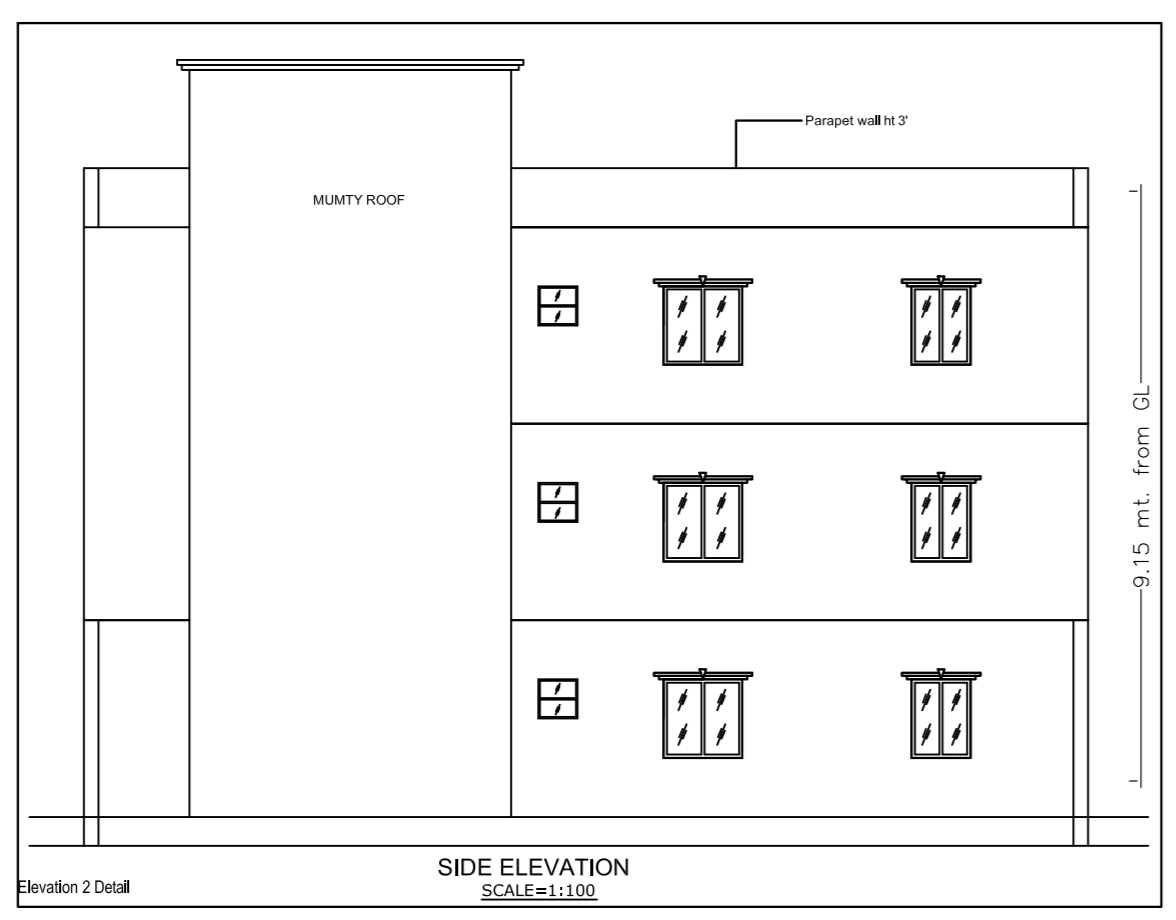 Parapet wall ht 3'
MUMTY ROOF
9.15 mt. from GL
SIDE ELEVATION
SCALE=1:100
Elevation 2 Detail